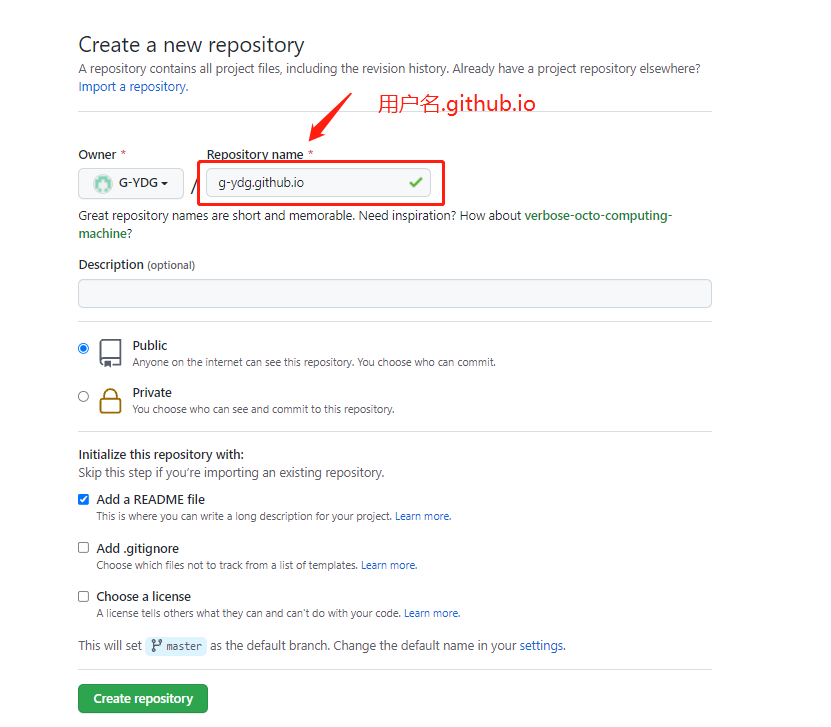 Create a new repository
A repository contains all project files, including the revision history. Already have a project repository elsewhere?
Import a repository.
用户名.github.io
Owner * Repository name *
G-YDG / g-ydg.github.io
Great repository names are short and memorable. Need inspiration? How about verbose-octo-computing-
machine?
Description (optional)
Public
Anyone on the internet can see this repository. You choose who can commit.
Private
You choose who can see and commit to this repository.
Initialize this repository with:
Skip this step if you're importing an existing repository.
Add a README file
This is where you can write a long description for your project. Learn more.
Add .gitignore
Choose which files not to track from a list of templates. Learn more.
Choose a license
A license tells others what they can and can't do with your code. Learn more.
This will set master as the default branch. Change the default name in your settings.
Create repository